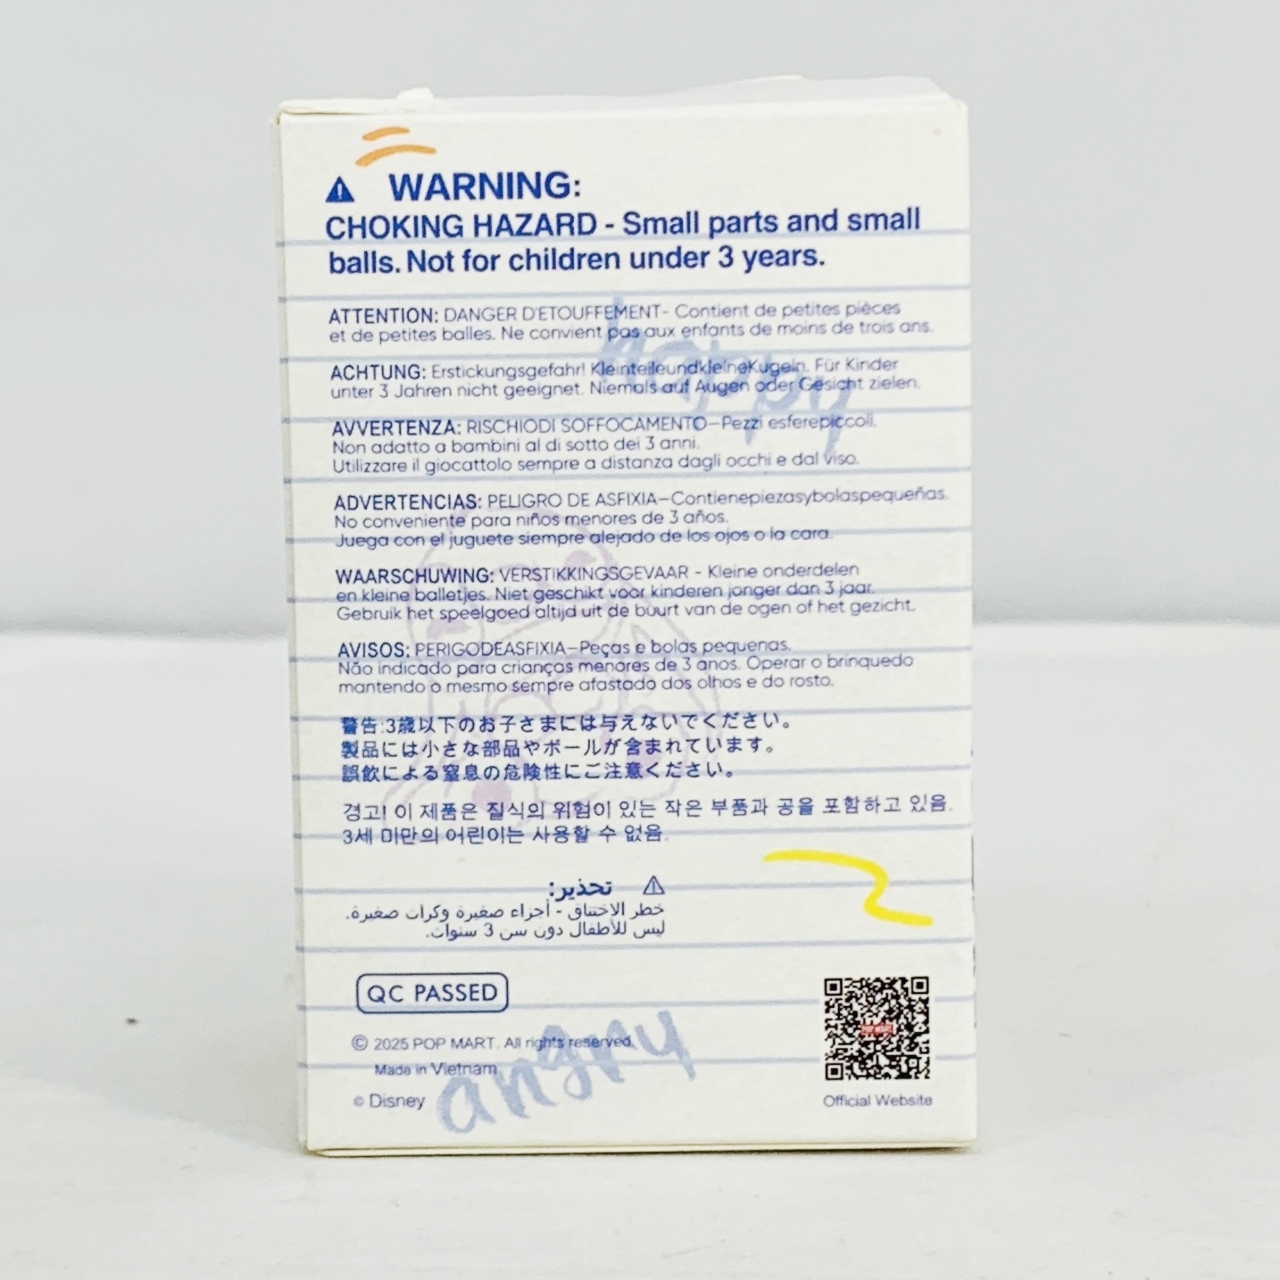 WARNING:
CHOKING HAZARD - Small parts and small
balls. Not for children under 3 years.
happy
ATTENTION: DANGER D'ETOUFFEMENT- Contient de petites pièces
et de petites balles. Ne convient pas aux enfants de moins de trois ans.
ACHTUNG: Erstickungsgefahr! KleinteileundkleineKugeln. Für Kinder
unter 3 Jahren nicht geeignet. Niemals auf Augen oder Gesicht zielen.
AVVERTENZA: RISCHIODI SOFFOCAMENTO-Pezzi esferepiccoli.
Non adatto a bambini al di sotto dei 3 anni.
Utilizzare il giocattolo sempre a distanza dagli occhi e dal viso.
ADVERTENCIAS: PELIGRO DE ASFIXIA-Contienepiezasybolaspequeñas.
No conveniente para niños menores de 3 años.
Juega con el juguete siempre alejado de los ojos o la cara.
WAARSCHUWING: VERSTIKKINGSGEVAAR - Kleine onderdelen
en kleine balletjes. Niet geschikt voor kinderen jonger dan 3 jaar.
Gebruik het speelgoed altijd uit de buurt van de ogen of het gezicht.
AVISOS: PERIGODEASFIXIA-Peças e bolas pequenas.
Não indicado para crianças menores de 3 anos. Operar o brinquedo
mantendo o mesmo sempre afastado dos olhos e do rosto.
警告:3歳以下のお子さまには与えないでください。
製品には小さな部品やボールが含まれています。
誤飲による窒息の危険性にご注意ください。
경고! 이 제품은 질식의 위험이 있는 작은 부품과 공을 포함하고 있음.
3세 미만의 어린이는 사용할 수 없음.
تحذير:
خطر الاختناق - أجزاء صغيرة وكرات صغيرة.
ليس للأطفال دون سن 3 سنوات.
QC PASSED
© 2025 POP MART. All rights reserved.
Made in Vietnam
© Disney
angry
POP MART
Official Website